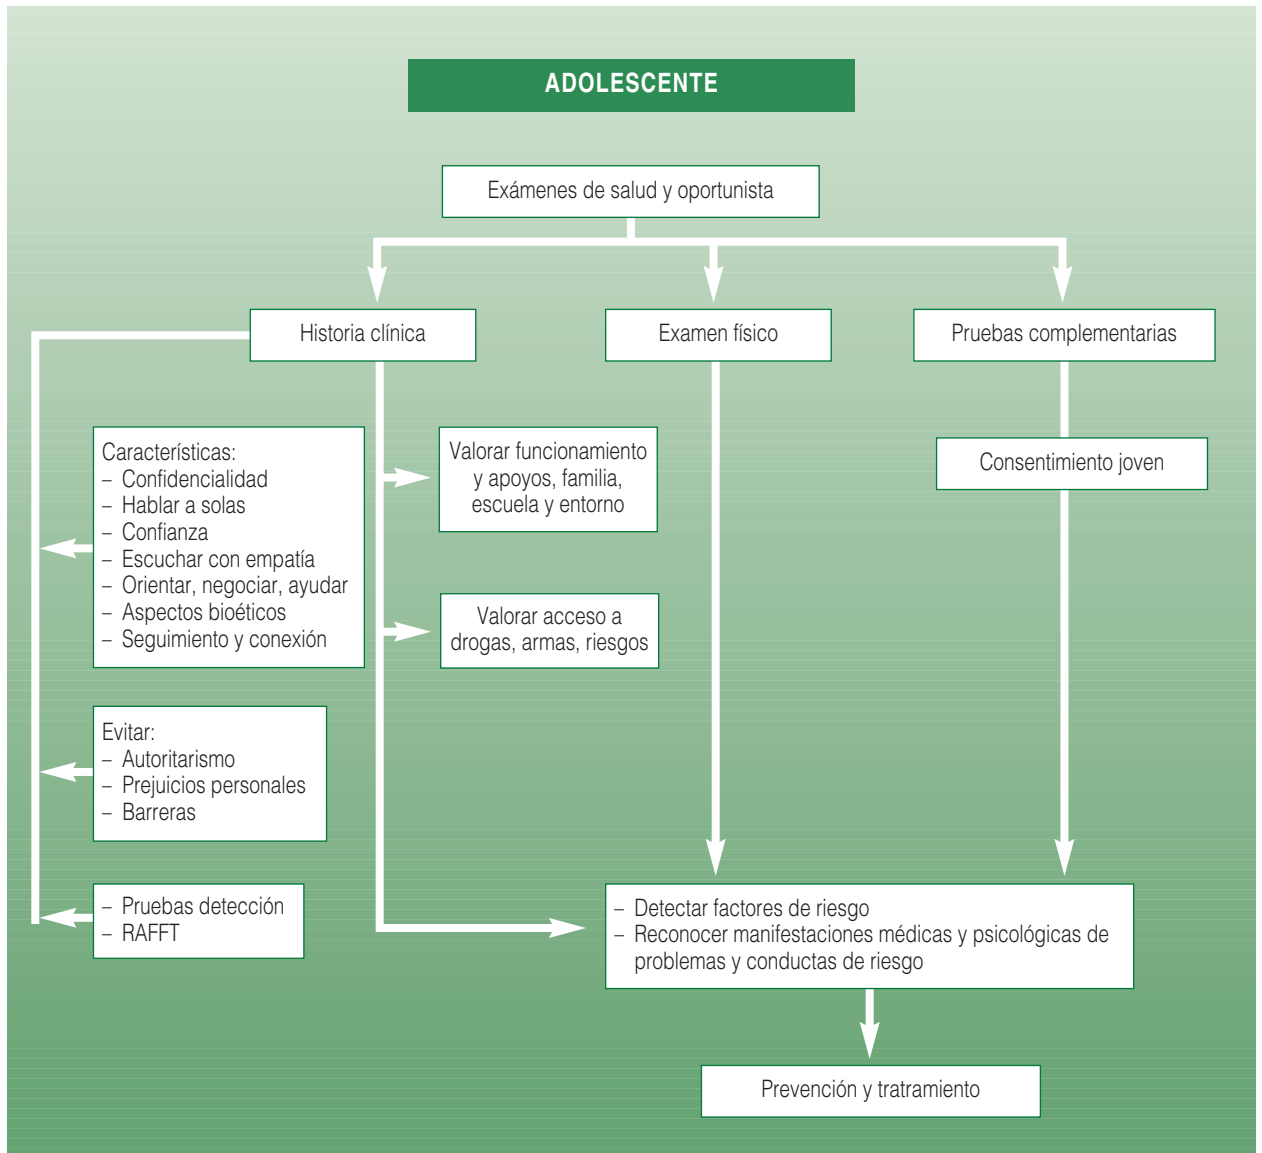 ADOLESCENTE
Exámenes de salud y oportunista
Historia clínica
Examen físico
Pruebas complementarias
Características:
– Confidencialidad
– Hablar a solas
– Confianza
– Escuchar con empatía
– Orientar, negociar, ayudar
– Aspectos bioéticos
– Seguimiento y conexión
Valorar funcionamiento
y apoyos, familia,
escuela y entorno
Consentimiento joven
Valorar acceso a
drogas, armas, riesgos
Evitar:
– Autoritarismo
– Prejuicios personales
– Barreras
– Pruebas detección
– RAFFT
– Detectar factores de riesgo
– Reconocer manifestaciones médicas y psicológicas de
problemas y conductas de riesgo
Prevención y tratramiento